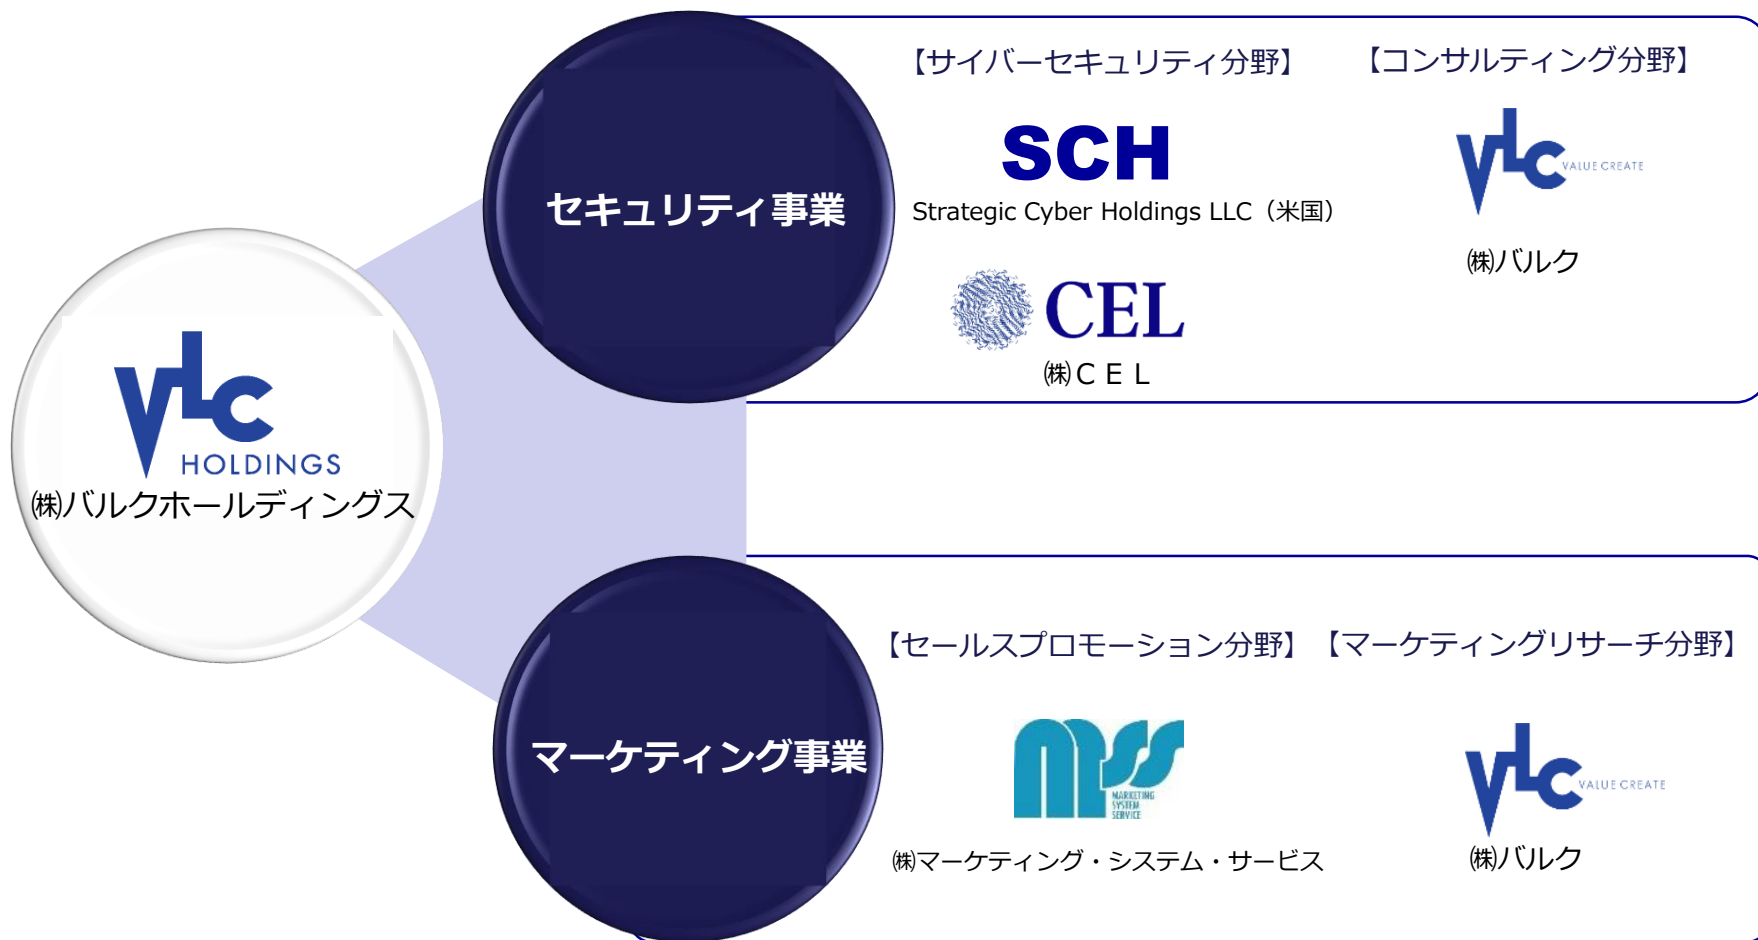 VLC
HOLDINGS
㈱バルクホールディングス
セキュリティ事業
【サイバーセキュリティ分野】
SCH
Strategic Cyber Holdings LLC（米国）
CEL
㈱ＣＥＬ
【コンサルティング分野】
VLC VALUE CREATE
㈱バルク
マーケティング事業
【セールスプロモーション分野】
mss
MARKETING
SYSTEM
SERVICE
㈱マーケティング・システム・サービス
【マーケティングリサーチ分野】
VLC VALUE CREATE
㈱バルク